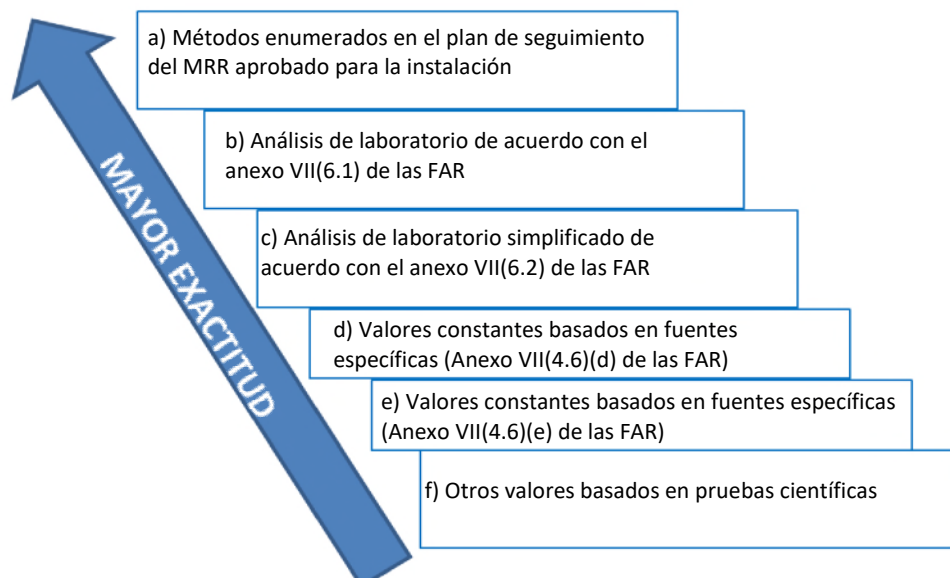 a) Métodos enumerados en el plan de seguimiento
del MRR aprobado para la instalación
b) Análisis de laboratorio de acuerdo con el
anexo VII(6.1) de las FAR
c) Análisis de laboratorio simplificado de
acuerdo con el anexo VII(6.2) de las FAR
d) Valores constantes basados en fuentes
específicas (Anexo VII(4.6)(d) de las FAR)
e) Valores constantes basados en fuentes específicas
(Anexo VII(4.6)(e) de las FAR)
f) Otros valores basados en pruebas científicas
MAYOR EXACTITUD